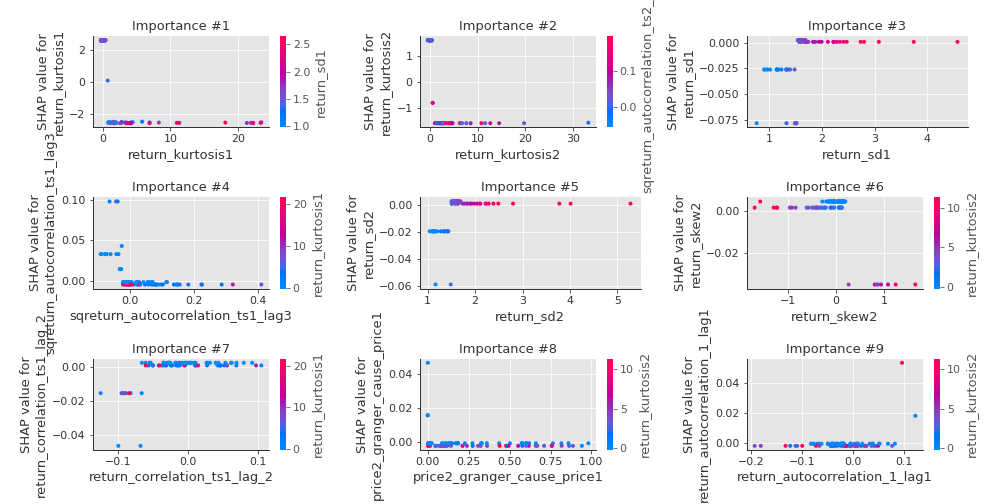 Importance #1
Importance #2
Importance #3
SHAP value for
return_kurtosis1
2
0
−2
0
10
20
return_kurtosis1
2.5
2.0
1.5
1.0
return_sd1
SHAP value for
return_kurtosis2
1
0
−1
0
10
20
30
return_kurtosis2
0.1
0.0
sqreturn_autocorrelation_ts2_
SHAP value for
return_sd1
0.000
−0.025
−0.050
−0.075
1
2
3
4
return_sd1
Importance #4
Importance #5
Importance #6
SHAP value for
sqreturn_autocorrelation_ts1_lag3
0.10
0.05
0.00
0.0
0.2
0.4
sqreturn_autocorrelation_ts1_lag3
20
10
0
return_kurtosis1
SHAP value for
return_sd2
0.00
−0.02
−0.04
−0.06
1
2
3
4
5
return_sd2
SHAP value for
return_skew2
0.00
−0.02
−1
0
1
return_skew2
10
5
0
return_kurtosis2
Importance #7
Importance #8
Importance #9
SHAP value for
return_correlation_ts1_lag_2
0.00
−0.02
−0.04
−0.1
0.0
0.1
return_correlation_ts1_lag_2
20
10
0
return_kurtosis1
SHAP value for
price2_granger_cause_price1
0.04
0.02
0.00
0.00
0.25
0.50
0.75
1.00
price2_granger_cause_price1
10
5
0
return_kurtosis2
SHAP value for
return_autocorrelation_1_lag1
0.04
0.02
0.00
−0.2
−0.1
0.0
0.1
return_autocorrelation_1_lag1
10
5
0
return_kurtosis2